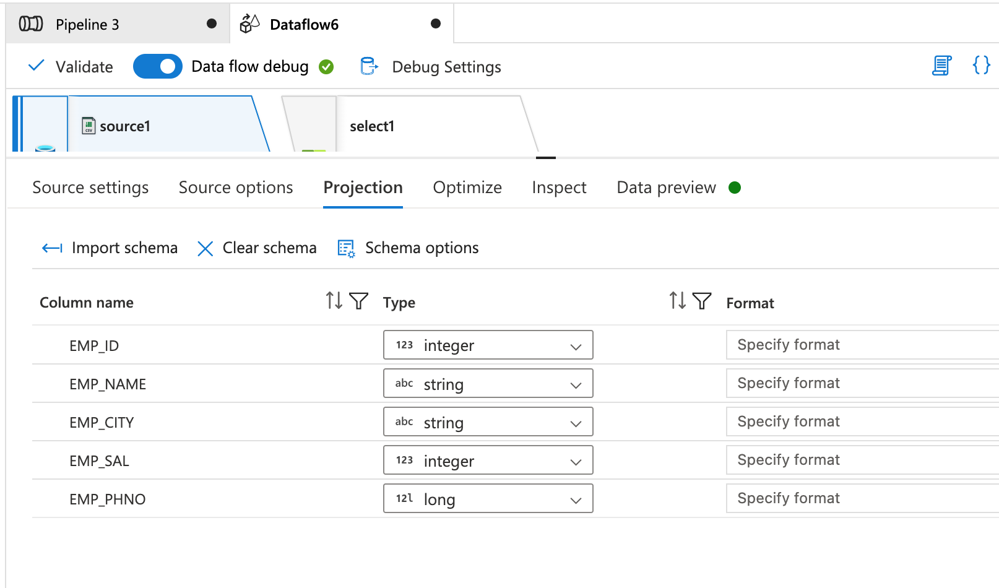 Pipeline 3
Dataflow6
Validate Data flow debug Debug Settings { }
CSV source1 select1
Source settings Source options Projection Optimize Inspect Data preview
Import schema Clear schema Schema options
Column name Type Format
EMP_ID 123 integer Specify format
EMP_NAME abc string Specify format
EMP_CITY abc string Specify format
EMP_SAL 123 integer Specify format
EMP_PHNO 12l long Specify format